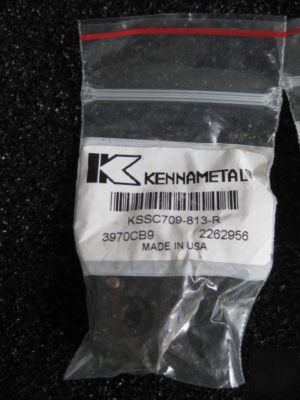 KENNAMETAL
KSSC709-813-R
3970CB9 2262956
MADE IN USA